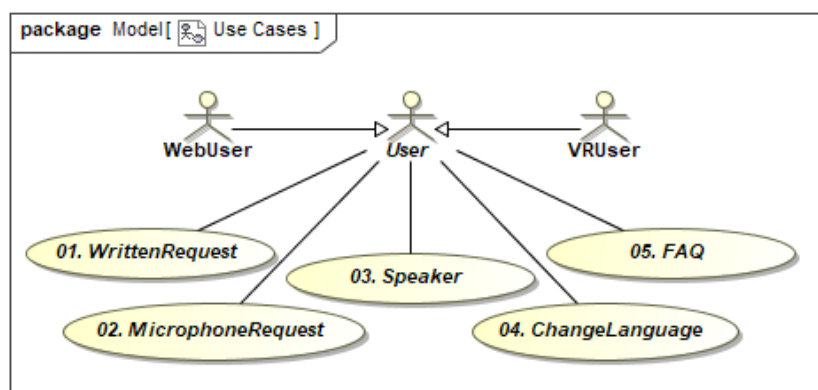 package Model[ Use Cases ]
WebUser
User
VRUser
01. WrittenRequest
05. FAQ
03. Speaker
02. MicrophoneRequest
04. ChangeLanguage